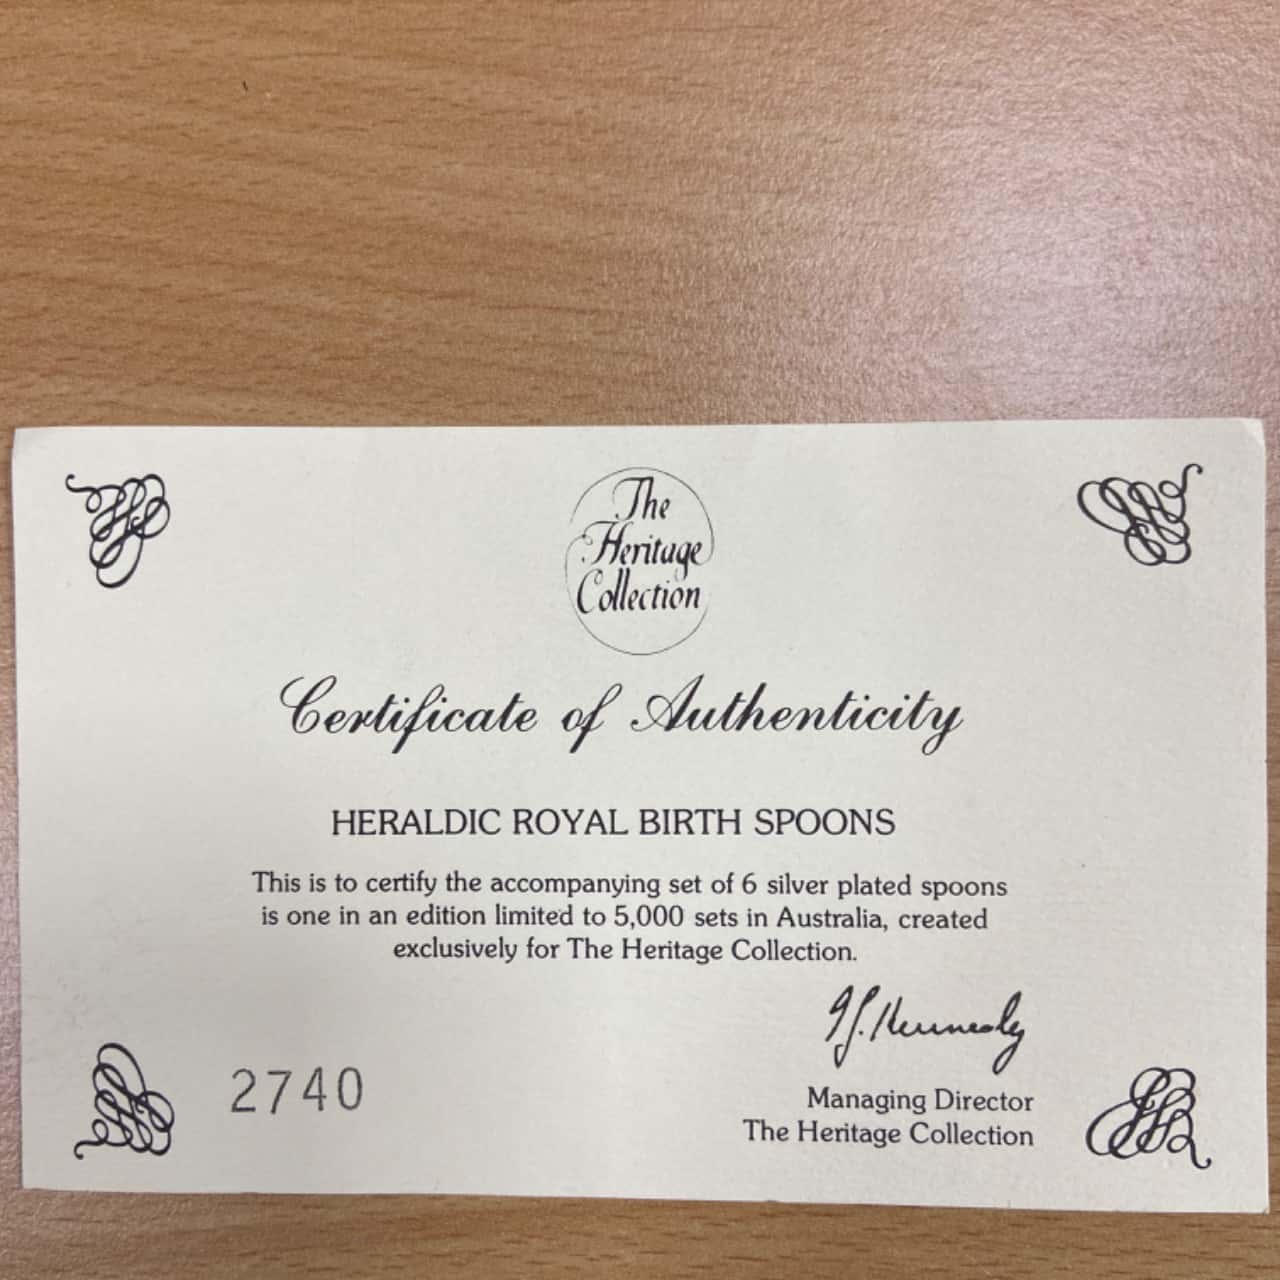 The
Heritage
Collection
Certificate of Authenticity
HERALDIC ROYAL BIRTH SPOONS
This is to certify the accompanying set of 6 silver plated spoons
is one in an edition limited to 5,000 sets in Australia, created
exclusively for The Heritage Collection.
2740
Managing Director
The Heritage Collection